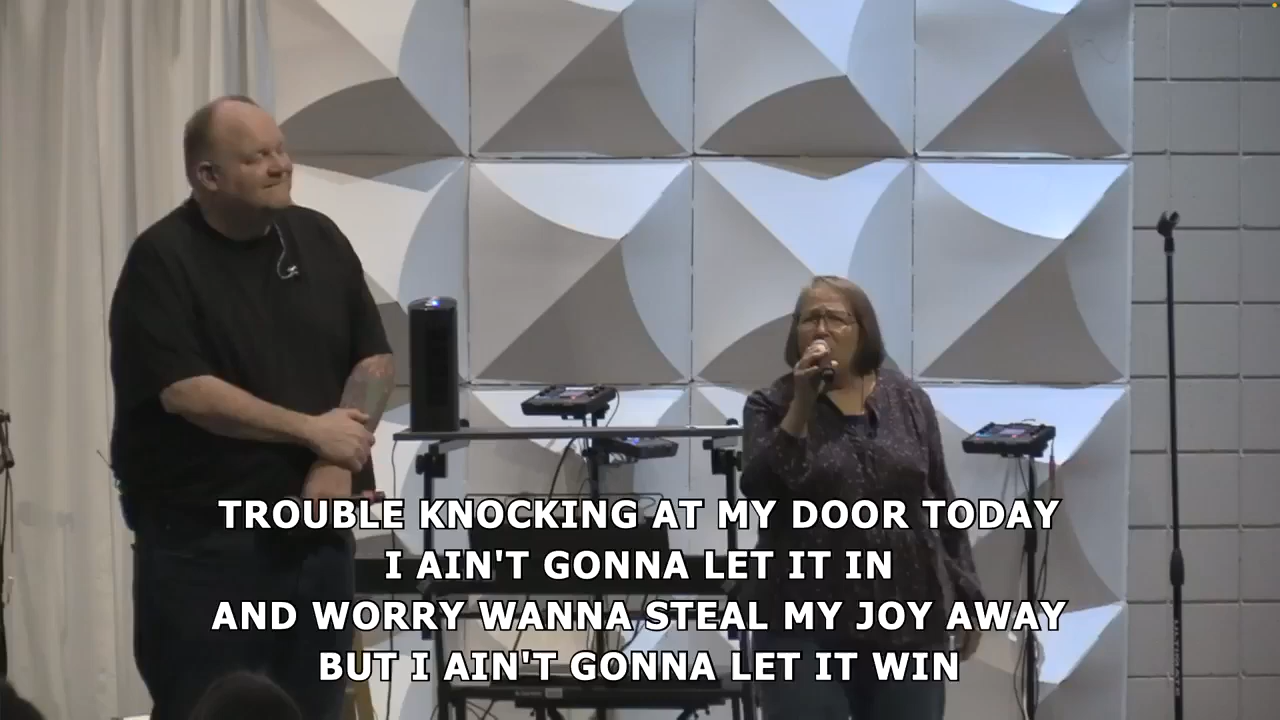 TROUBLE KNOCKING AT MY DOOR TODAY
I AIN'T GONNA LET IT IN
AND WORRY WANNA STEAL MY JOY AWAY
BUT I AIN'T GONNA LET IT WIN
ULTIMATE